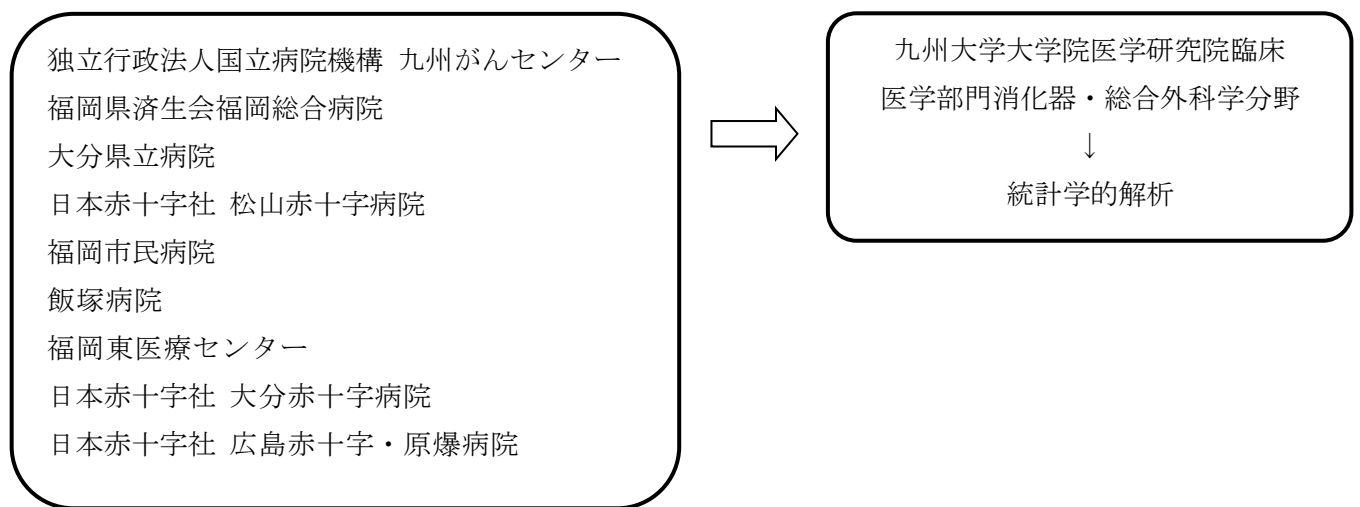 独立行政法人国立病院機構 九州がんセンター
福岡県済生会福岡総合病院
大分県立病院
日本赤十字社 松山赤十字病院
福岡市民病院
飯塚病院
福岡東医療センター
日本赤十字社 大分赤十字病院
日本赤十字社 広島赤十字・原爆病院
九州大学大学院医学研究院臨床
医学部門消化器・総合外科学分野
↓
統計学的解析